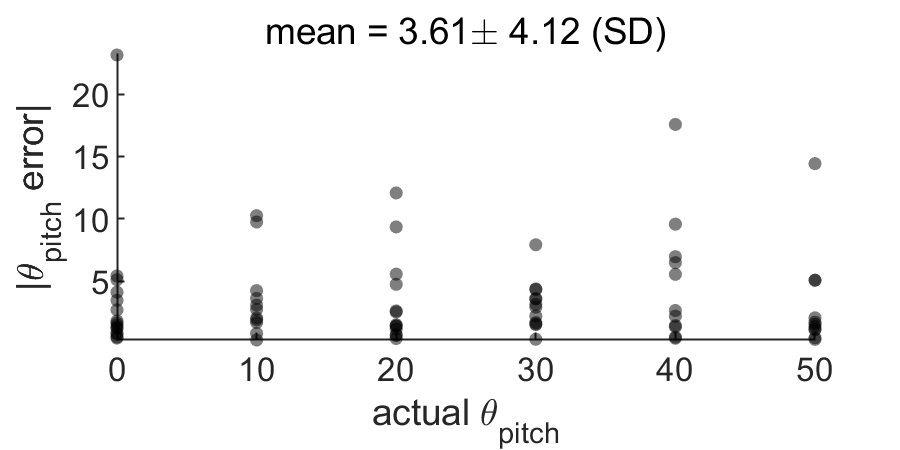 mean = 3.61± 4.12 (SD)
|θpitch error|
20
15
10
5
0 10 20 30 40 50
actual θpitch